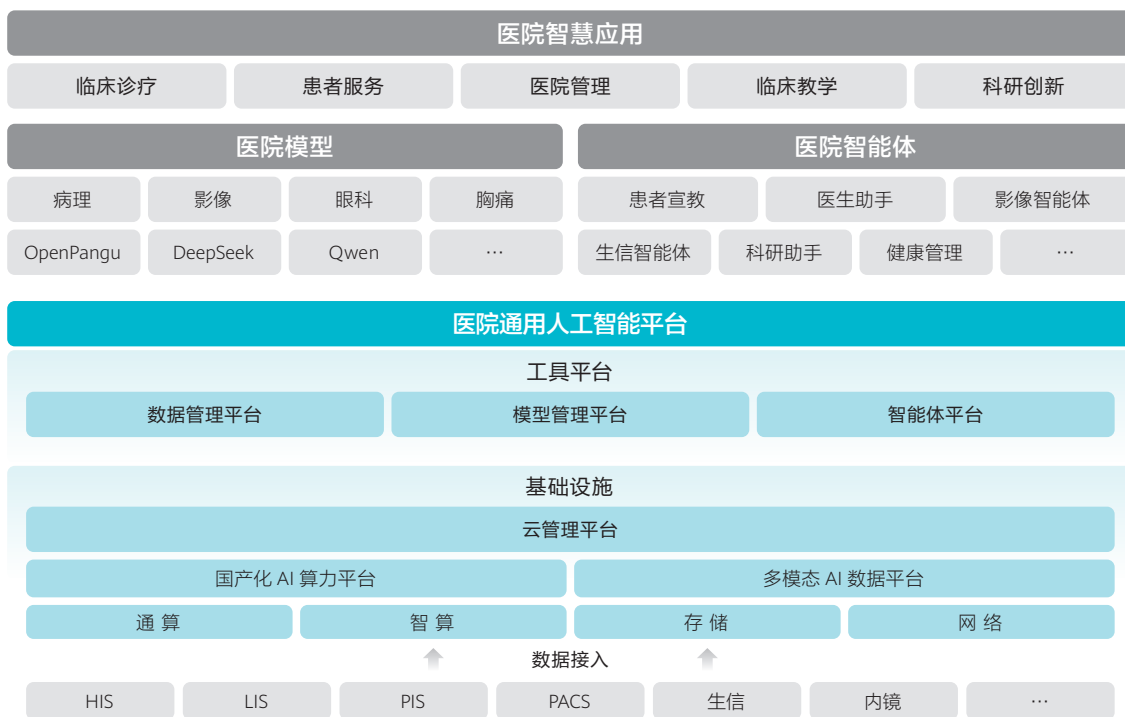 医院智慧应用
临床诊疗 患者服务 医院管理 临床教学 科研创新
医院模型 医院智能体
病理 影像 眼科 胸痛 患者宣教 医生助手 影像智能体
OpenPangu DeepSeek Qwen … 生信智能体 科研助手 健康管理 …
医院通用人工智能平台
工具平台
数据管理平台 模型管理平台 智能体平台
基础设施
云管理平台
国产化 AI 算力平台 多模态 AI 数据平台
通 算 智 算 存 储 网 络
数据接入
HIS LIS PIS PACS 生信 内镜 …